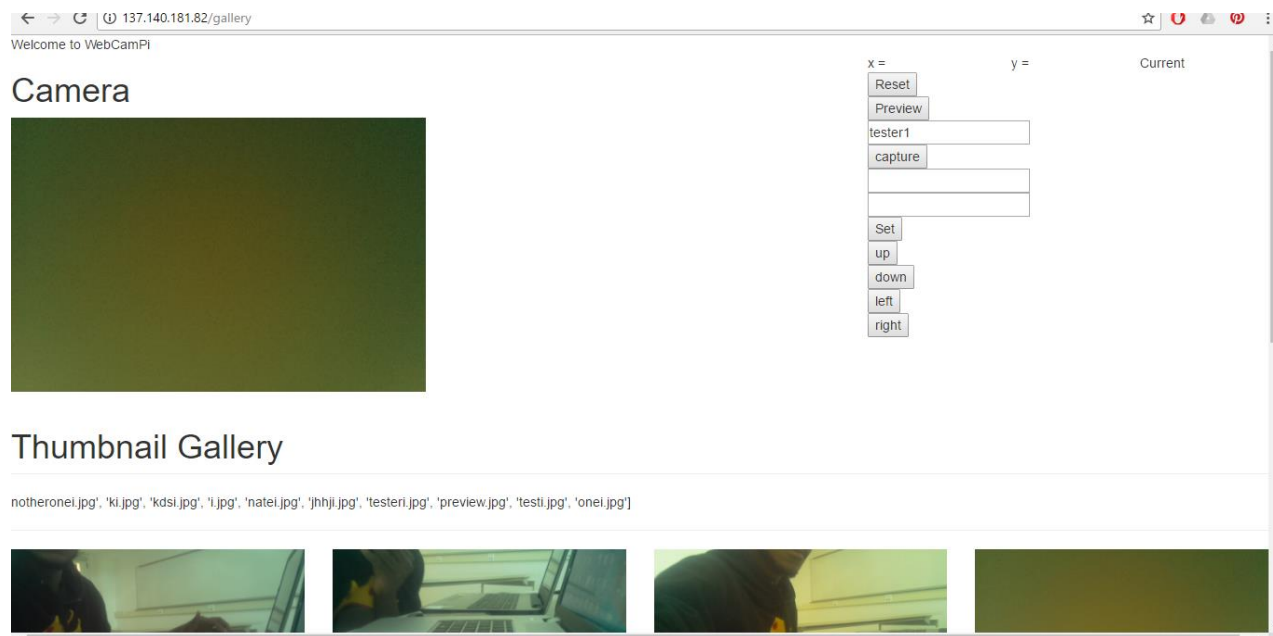 137.140.181.82/gallery
Welcome to WebCamPi
x = y = Current
Camera
Reset
Preview
tester1
capture
Set
up
down
left
right
Thumbnail Gallery
notheronei.jpg', 'ki.jpg', 'kdsi.jpg', 'i.jpg', 'natei.jpg', 'jhhji.jpg', 'testeri.jpg', 'preview.jpg', 'testi.jpg', 'onei.jpg']